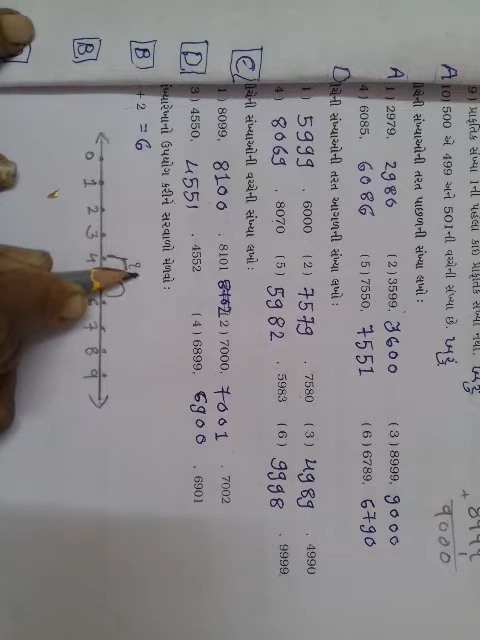 9) પ્રાકૃતિક સંખ્યા 1ની પહેલાં કોઈ પ્રાકૃતિક સંખ્યા નથી. ખરું
A 10) 500 એ 499 અને 501ની વચ્ચેની સંખ્યા છે. ખરું
નીચેની સંખ્યાઓની તરત પાછળની સંખ્યા લખો :
A 1) 2979, 2980 (2) 3599, 3600 (3) 8999, 9000
4) 6085, 6086 (5) 7550, 7551 (6) 6789, 6790
નીચેની સંખ્યાઓની તરત આગળની સંખ્યા લખો :
1) 5999, 6000 (2) 7579, 7580 (3) 4989, 4990
4) 8069, 8070 (5) 5982, 5983 (6) 9998, 9999
C નીચેની સંખ્યાઓની વચ્ચેની સંખ્યા લખો :
1) 8099, 8100, 8101 (2) 7000, 7001, 7002
D 3) 4550, 4551, 4552 (4) 6899, 6900, 6901
સંખ્યારેખાનો ઉપયોગ કરીને સરવાળો મેળવો :
B + 2 = 6
0 1 2 3 4 6 7 8 9
B
+ 1
9000